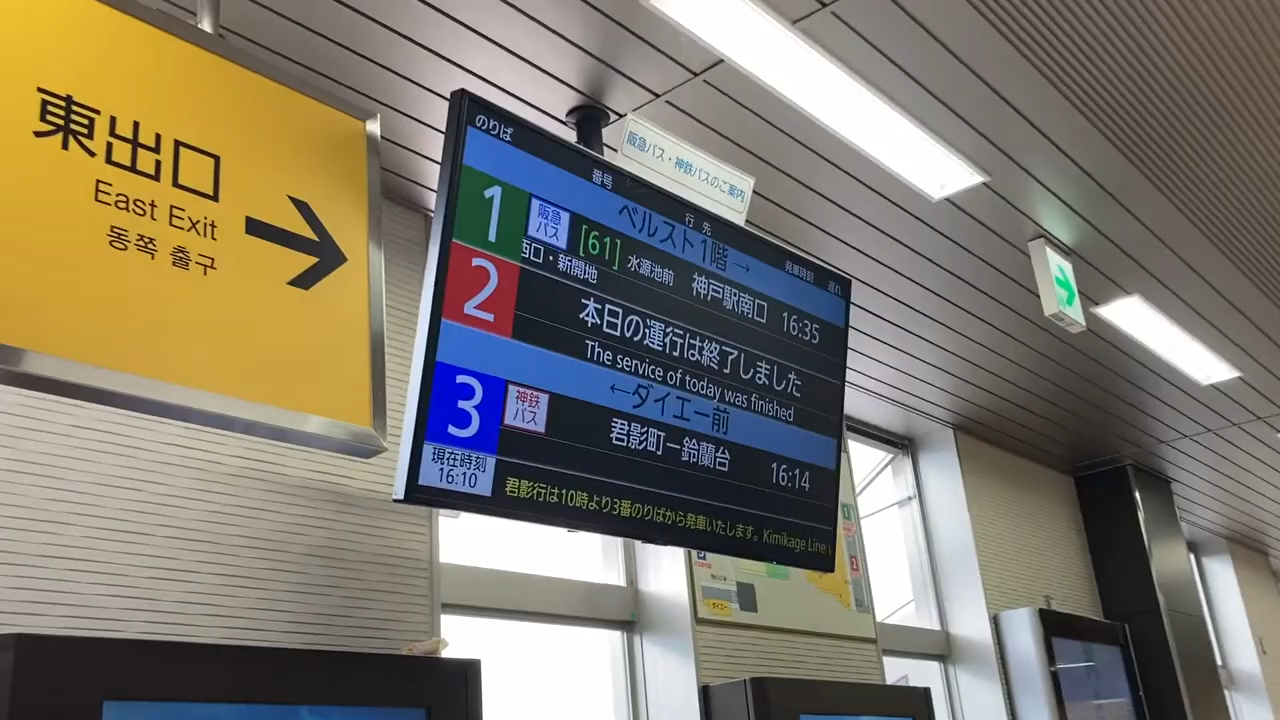 東出口
East Exit
동쪽 출구
阪急バス・神鉄バスのご案内
のりば 番号 行先 発車時刻 遅れ
ベルスト1階→
1 阪急バス [61] 水源池前 神戸駅南口 16:35
西口・新開地
2 本日の運行は終了しました
The service of today was finished
←ダイエー前
3 神鉄バス 君影町ー鈴蘭台 16:14
現在時刻
16:10
君影行は10時より3番のりばから発車いたします。Kimikage Line
1
2
ダイエー